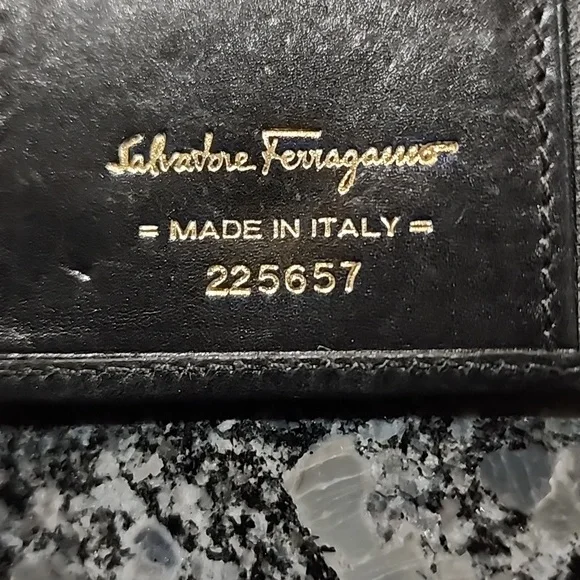 Salvatore Ferragamo
= MADE IN ITALY =
225657